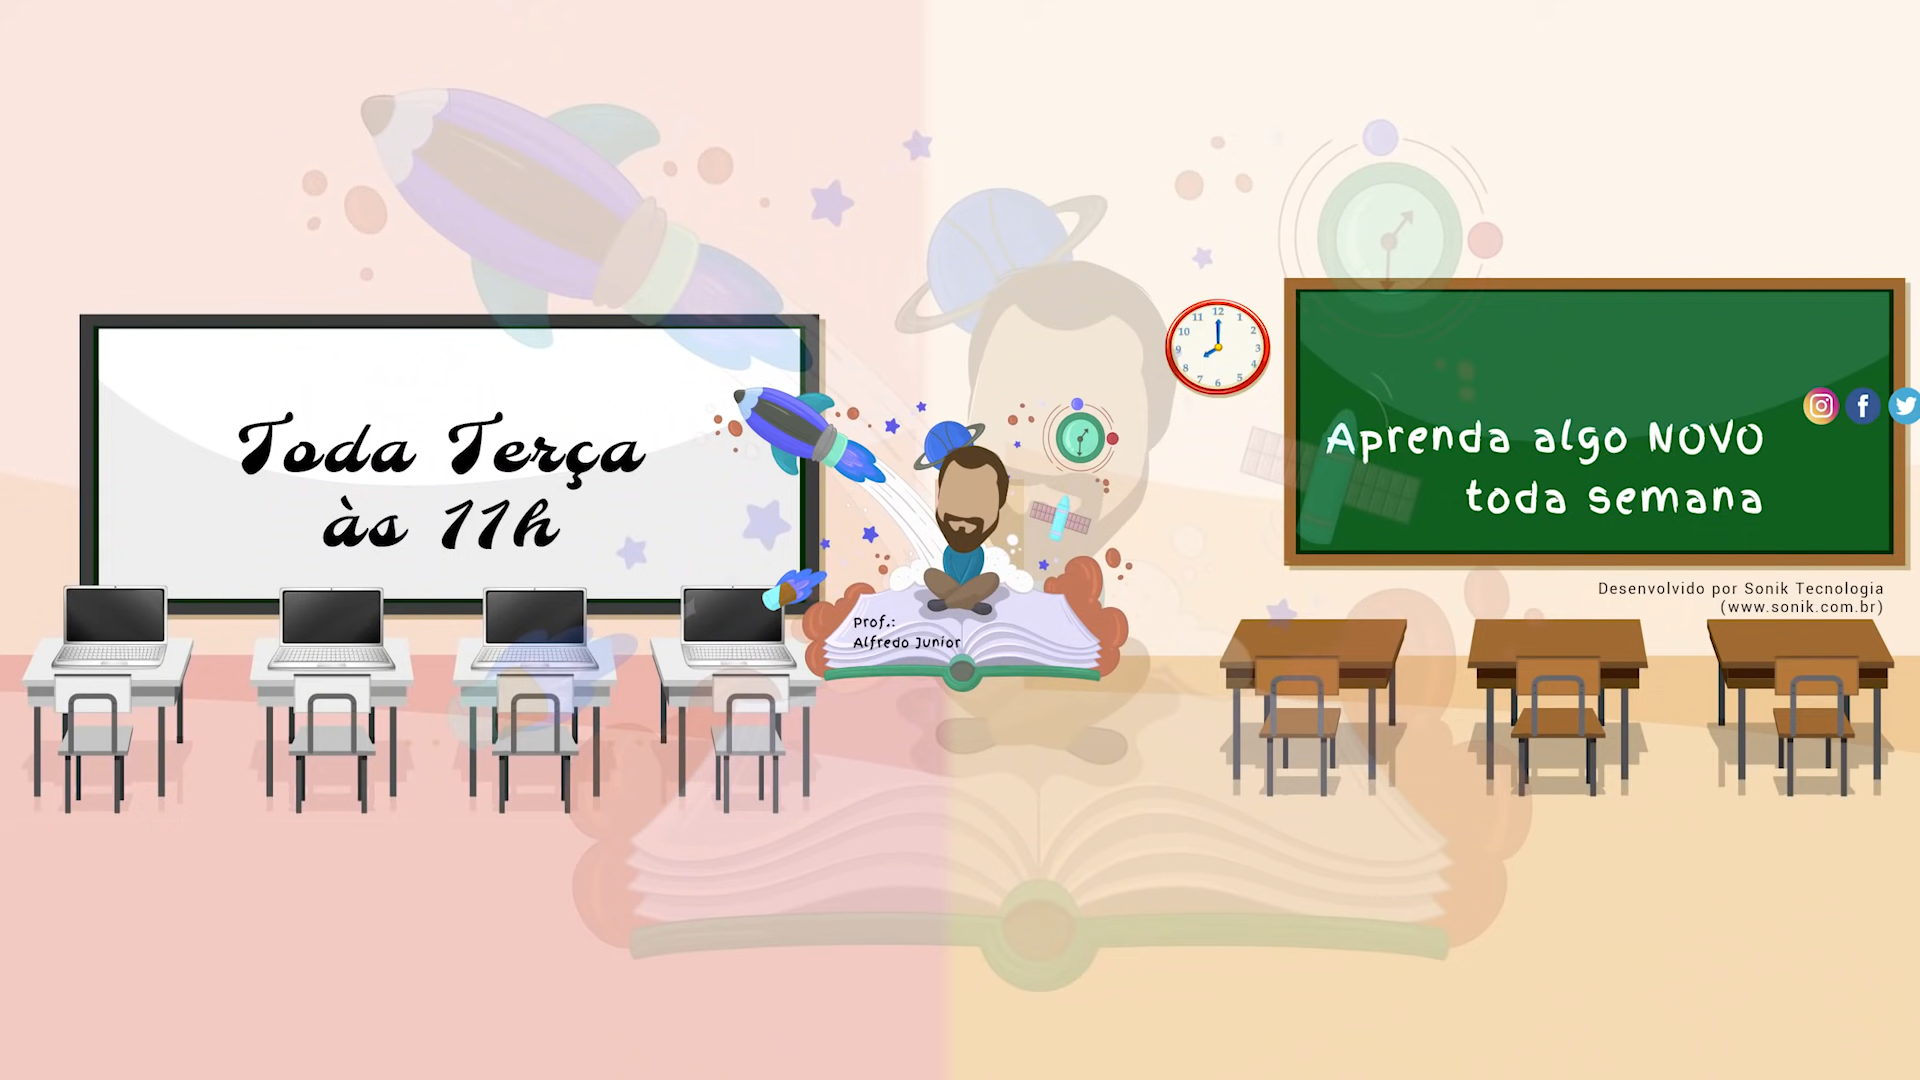 Toda Terça
às 11h
Prof.:
Alfredo Junior
Aprenda algo NOVO
toda semana
Desenvolvido por Sonik Tecnologia
(www.sonik.com.br)